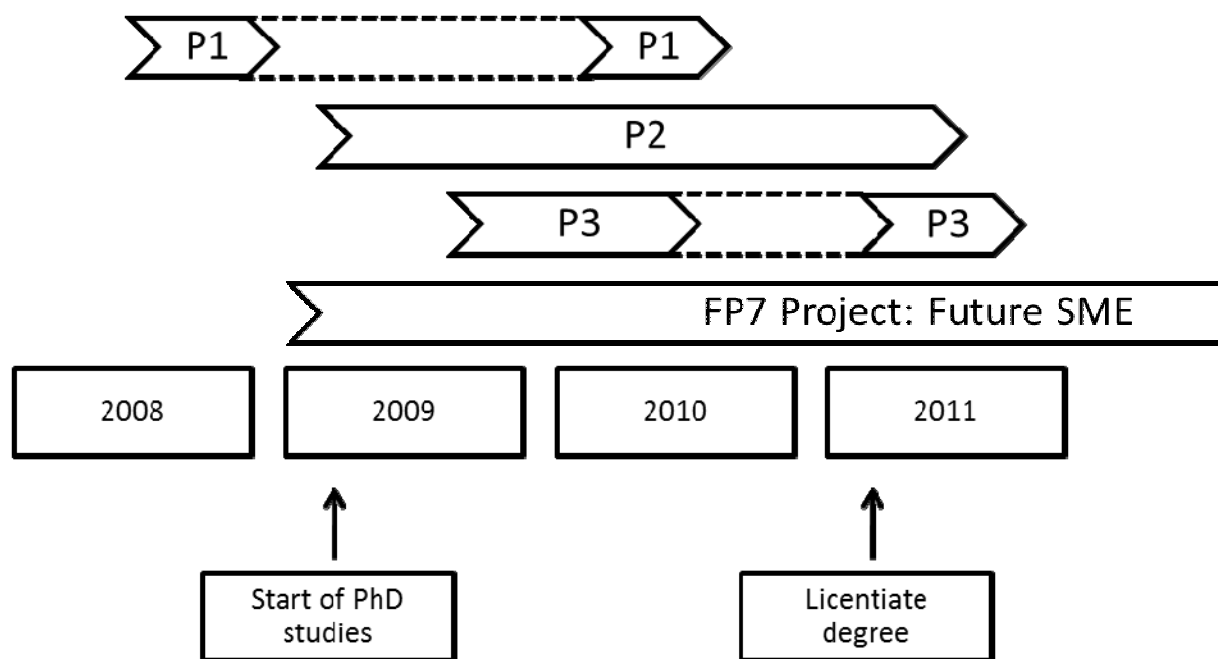 P1
P1
P2
P3
P3
FP7 Project: Future SME
2008
2009
2010
2011
Start of PhD
studies
Licentiate
degree